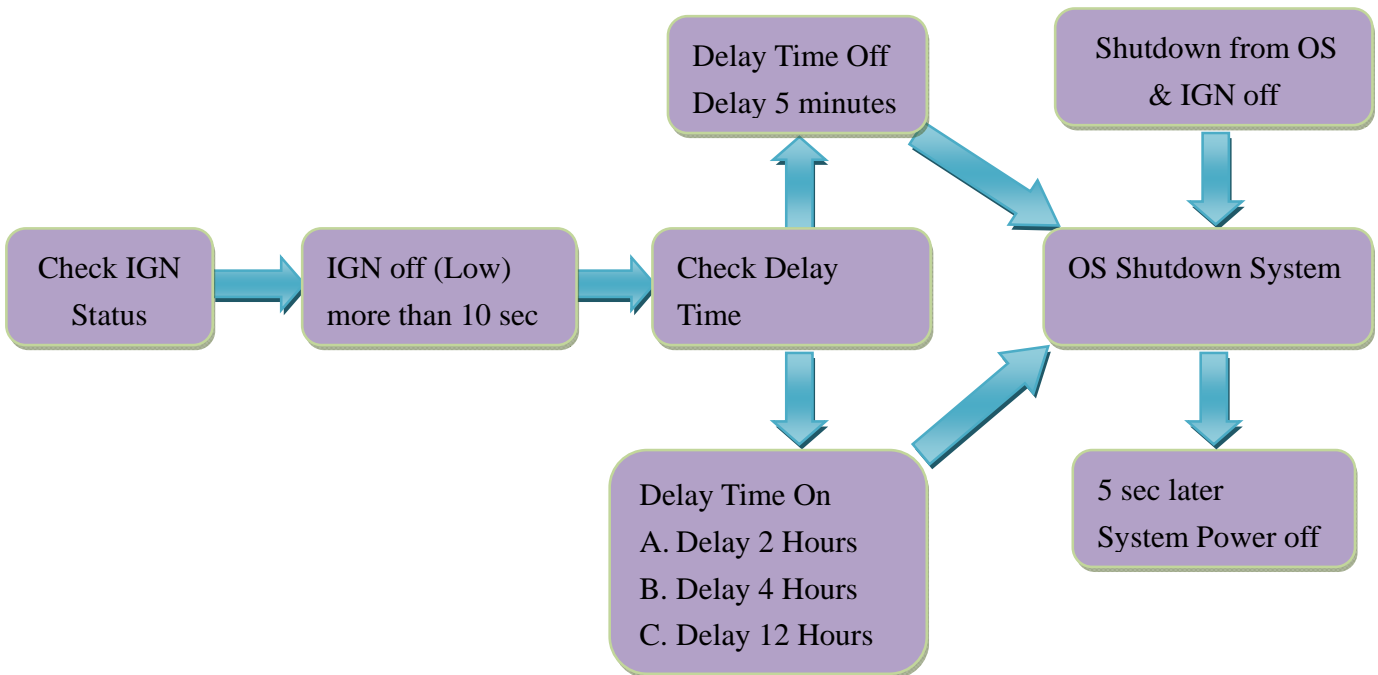 Delay Time Off
Delay 5 minutes
Shutdown from OS
& IGN off
Check IGN
Status
IGN off (Low)
more than 10 sec
Check Delay
Time
OS Shutdown System
Delay Time On
A. Delay 2 Hours
B. Delay 4 Hours
C. Delay 12 Hours
5 sec later
System Power off